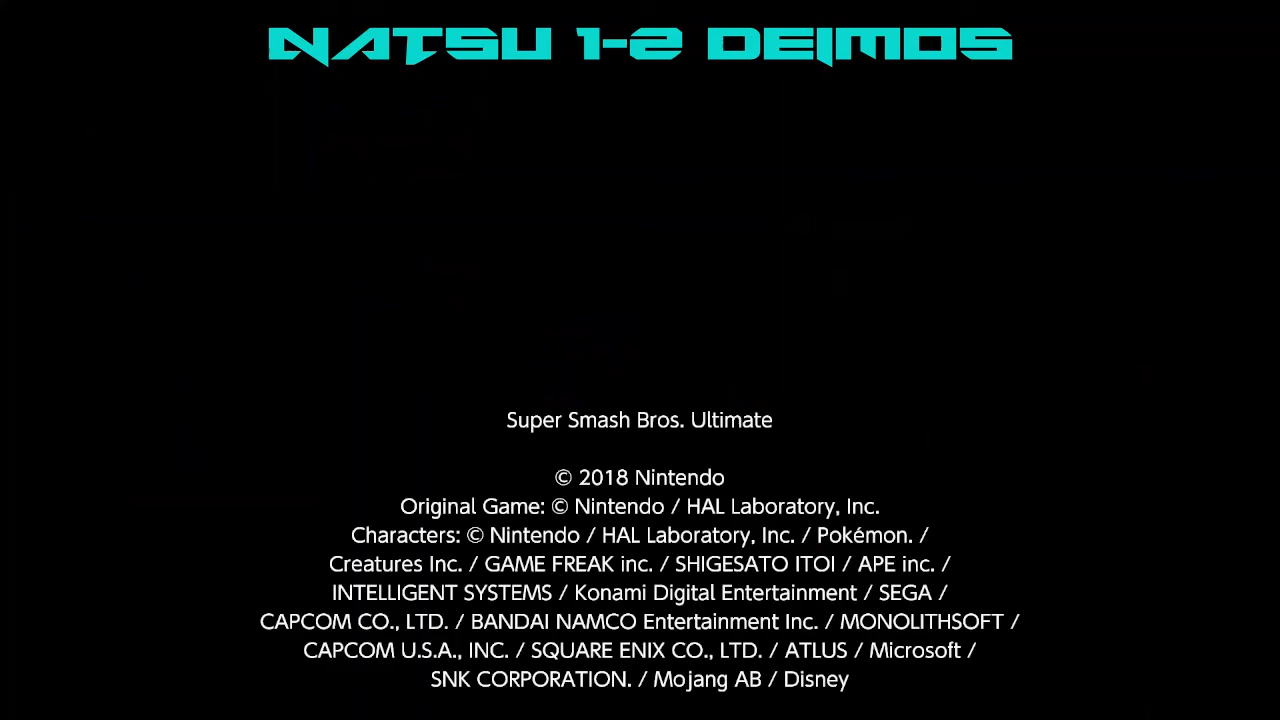 NATSU 1-2 DEIMOS
Super Smash Bros. Ultimate
© 2018 Nintendo
Original Game: © Nintendo / HAL Laboratory, Inc.
Characters: © Nintendo / HAL Laboratory, Inc. / Pokémon. /
Creatures Inc. / GAME FREAK inc. / SHIGESATO ITOI / APE inc. /
INTELLIGENT SYSTEMS / Konami Digital Entertainment / SEGA /
CAPCOM CO., LTD. / BANDAI NAMCO Entertainment Inc. / MONOLITHSOFT /
CAPCOM U.S.A., INC. / SQUARE ENIX CO., LTD. / ATLUS / Microsoft /
SNK CORPORATION. / Mojang AB / Disney